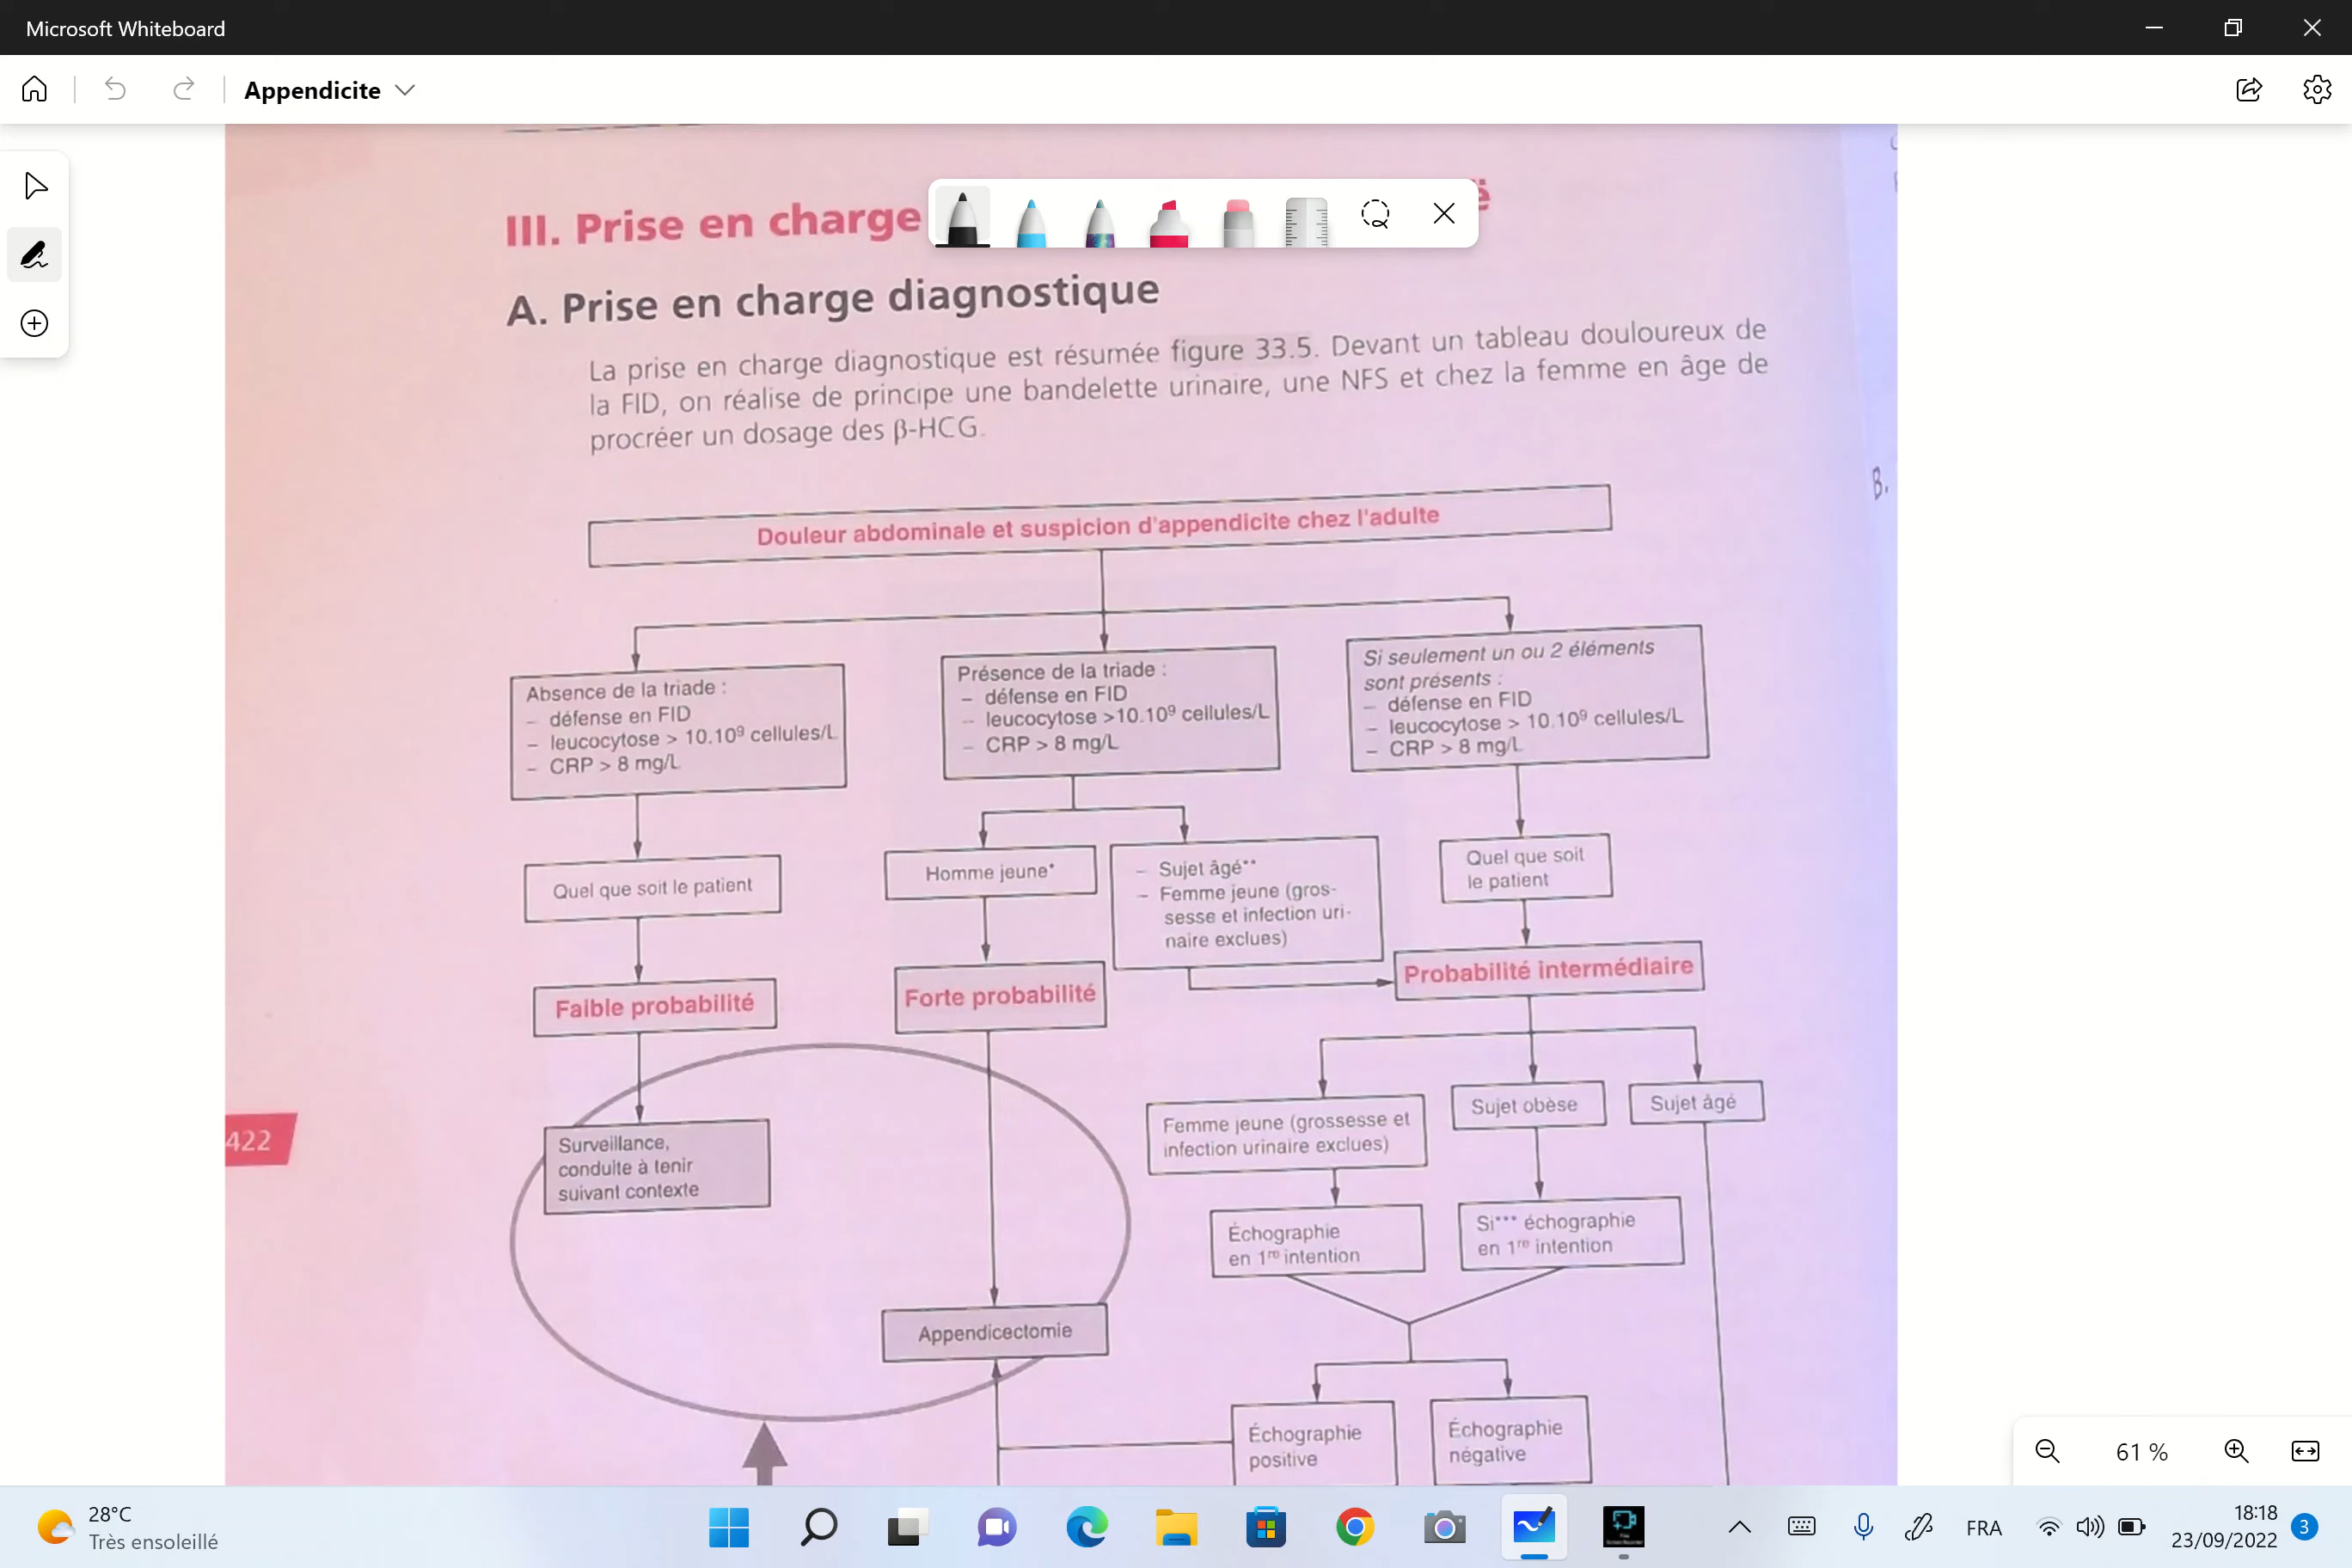 Microsoft Whiteboard
Appendicite
III. Prise en charge
A. Prise en charge diagnostique
La prise en charge diagnostique est résumée figure 33.5. Devant un tableau douloureux de
la FID, on réalise de principe une bandelette urinaire, une NFS et chez la femme en âge de
procréer un dosage des β-HCG.
B.
Douleur abdominale et suspicion d'appendicite chez l'adulte
Absence de la triade :
– défense en FID
– leucocytose > 10.10⁹ cellules/L
– CRP > 8 mg/L
Présence de la triade :
– défense en FID
– leucocytose >10.10⁹ cellules/L
– CRP > 8 mg/L
Si seulement un ou 2 éléments
sont présents :
– défense en FID
– leucocytose > 10.10⁹ cellules/L
– CRP > 8 mg/L
Quel que soit le patient
Homme jeune*
– Sujet âgé**
– Femme jeune (gros-
sesse et infection uri-
naire exclues)
Quel que soit
le patient
Faible probabilité
Forte probabilité
Probabilité intermédiaire
Surveillance,
conduite à tenir
suivant contexte
Femme jeune (grossesse et
infection urinaire exclues)
Sujet obèse
Sujet âgé
422
Échographie
en 1re intention
Si*** échographie
en 1re intention
Appendicectomie
Échographie
positive
Échographie
négative
61 %
28°C
Très ensoleillé
FRA
18:18
23/09/2022
3